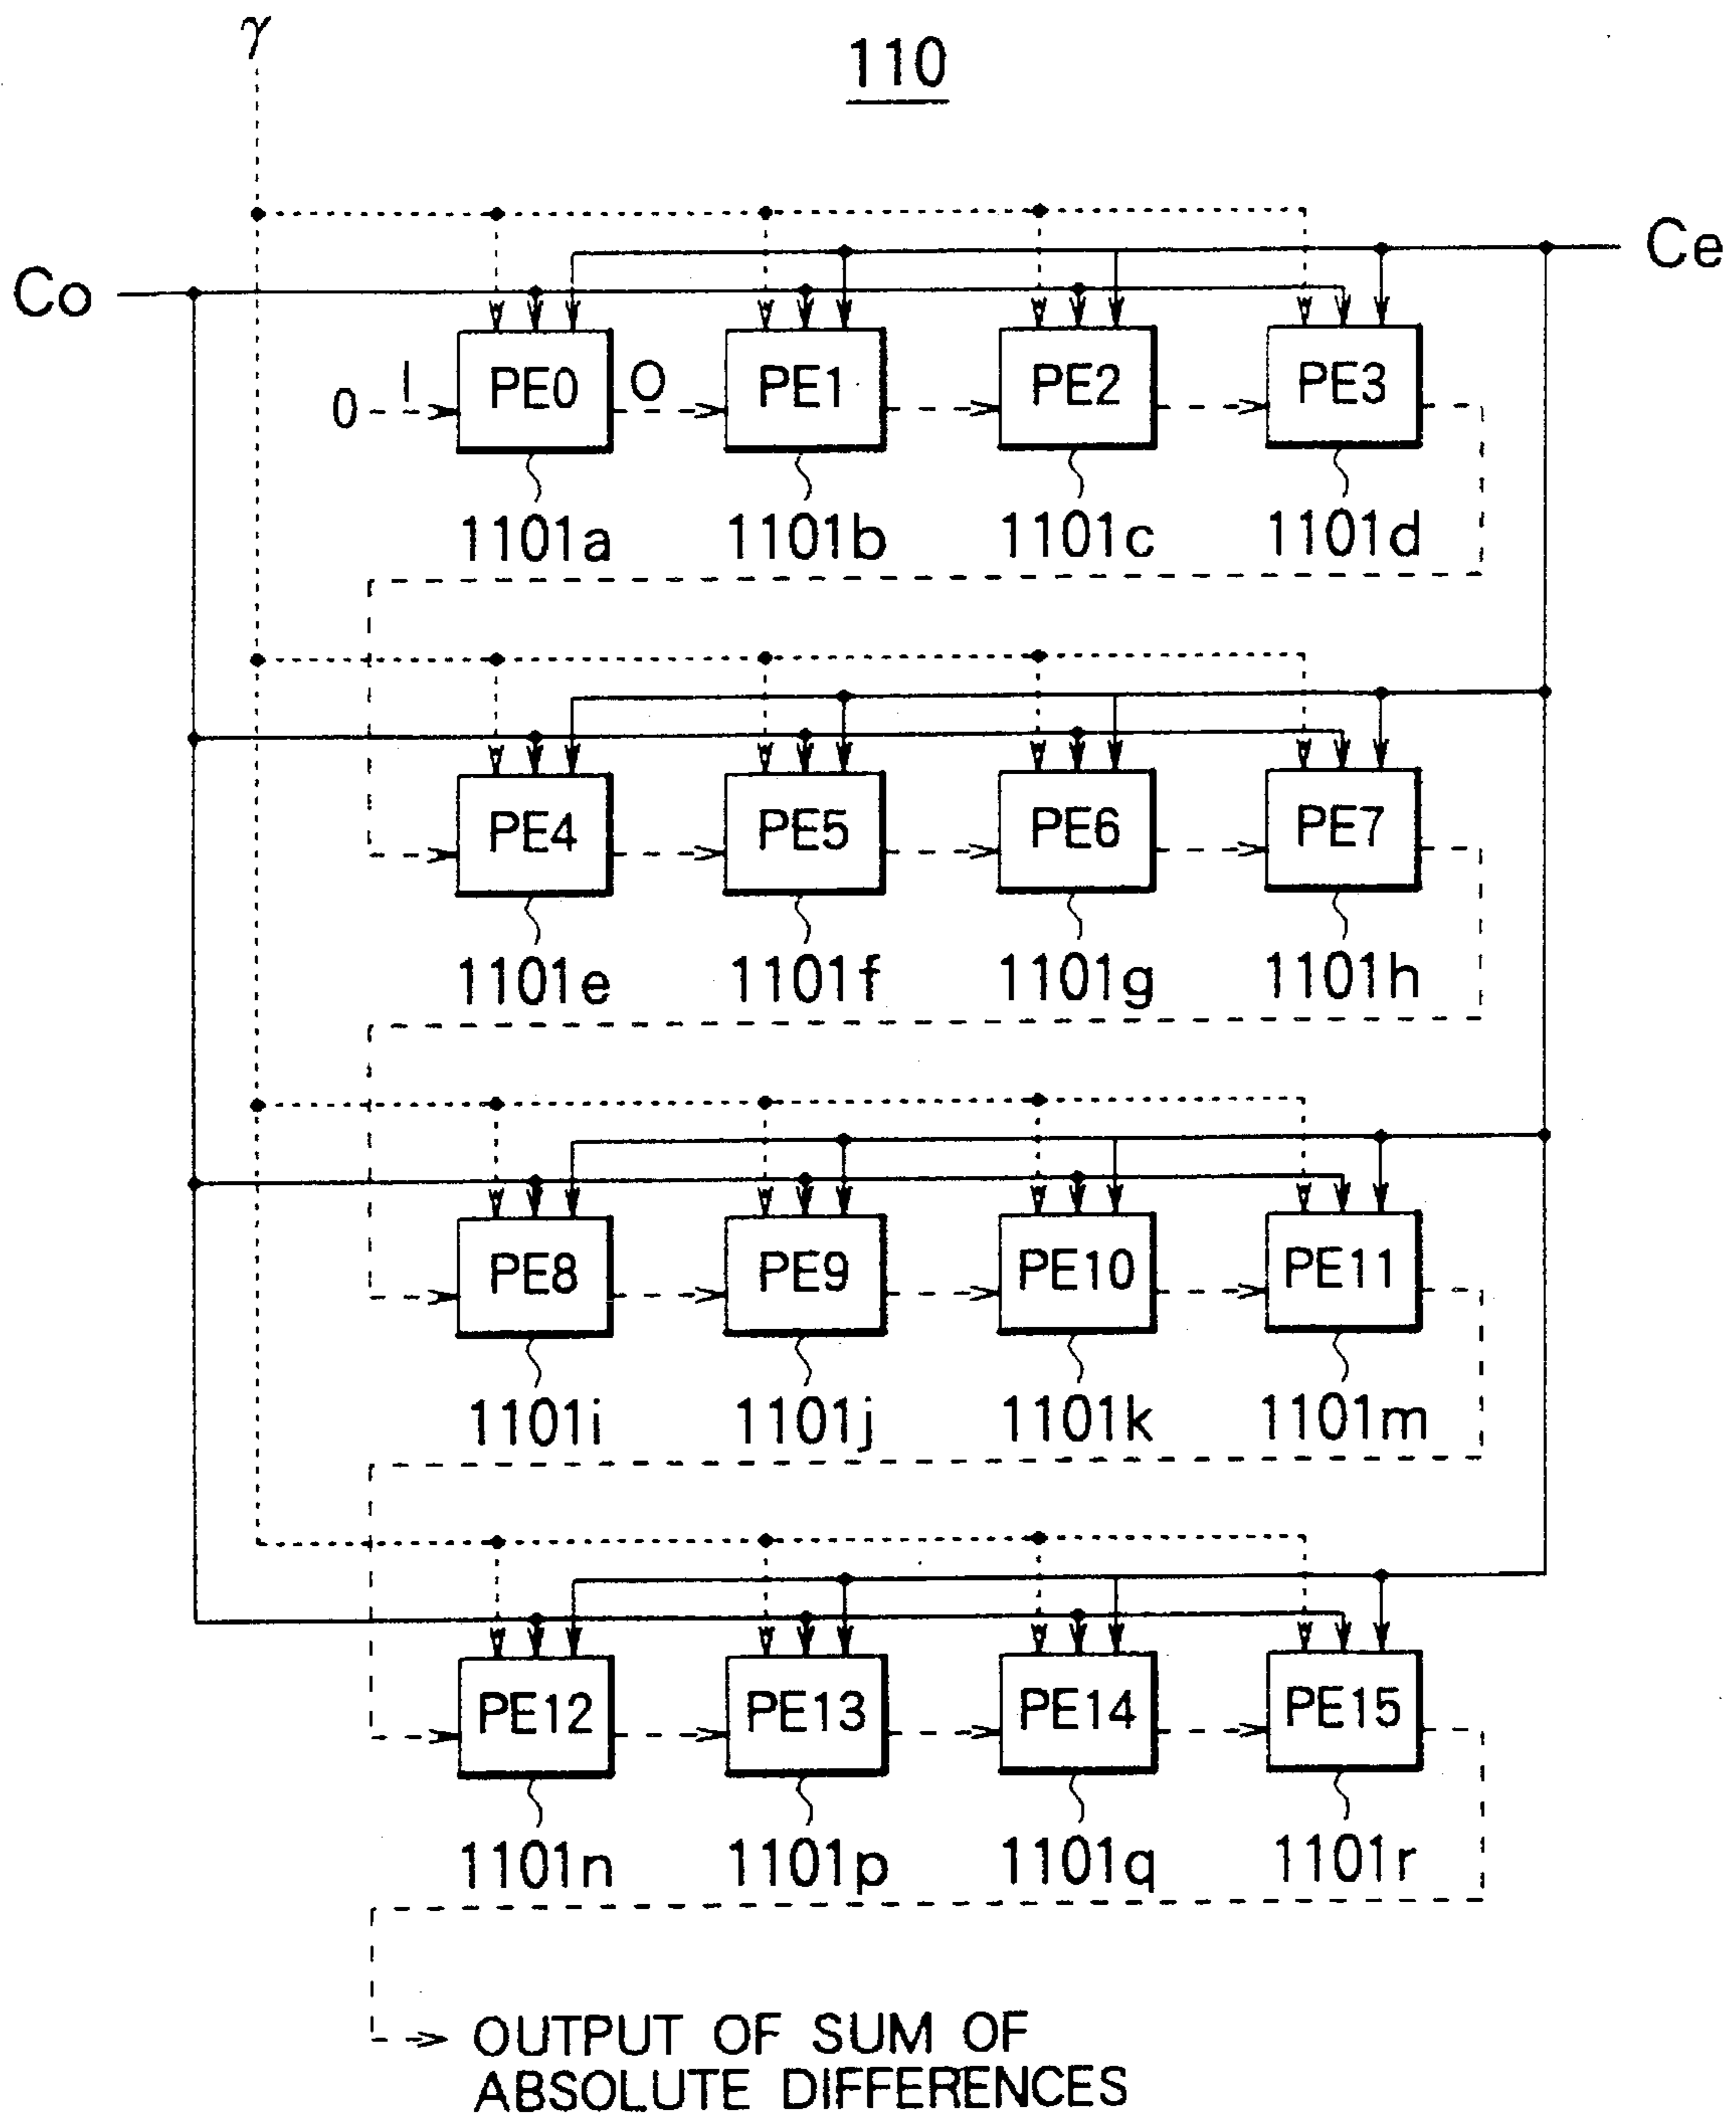 γ
110
Ce
Co
0 I PE0 O PE1 PE2 PE3
1101a 1101b 1101c 1101d
PE4 PE5 PE6 PE7
1101e 1101f 1101g 1101h
PE8 PE9 PE10 PE11
1101i 1101j 1101k 1101m
PE12 PE13 PE14 PE15
1101n 1101p 1101q 1101r
OUTPUT OF SUM OF
ABSOLUTE DIFFERENCES